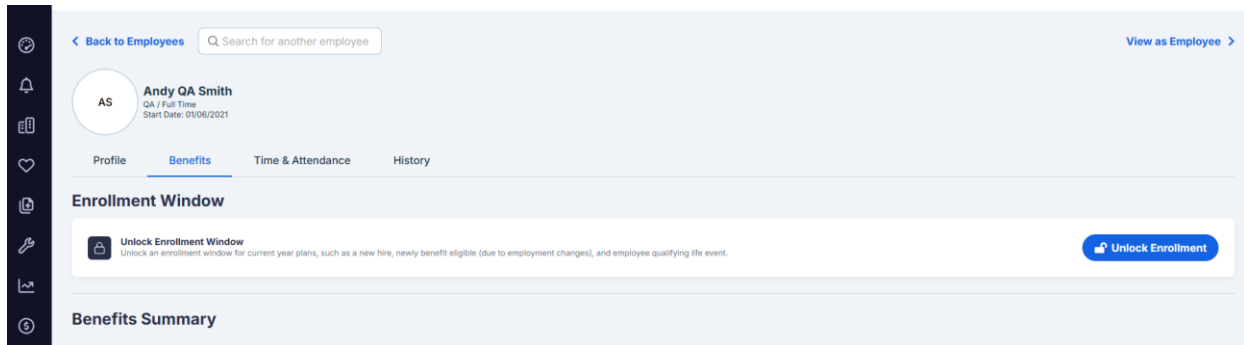 Back to Employees
Search for another employee
View as Employee
AS
Andy QA Smith
QA / Full Time
Start Date: 01/06/2021
Profile
Benefits
Time & Attendance
History
Enrollment Window
Unlock Enrollment Window
Unlock an enrollment window for current year plans, such as a new hire, newly benefit eligible (due to employment changes), and employee qualifying life event.
Unlock Enrollment
Benefits Summary